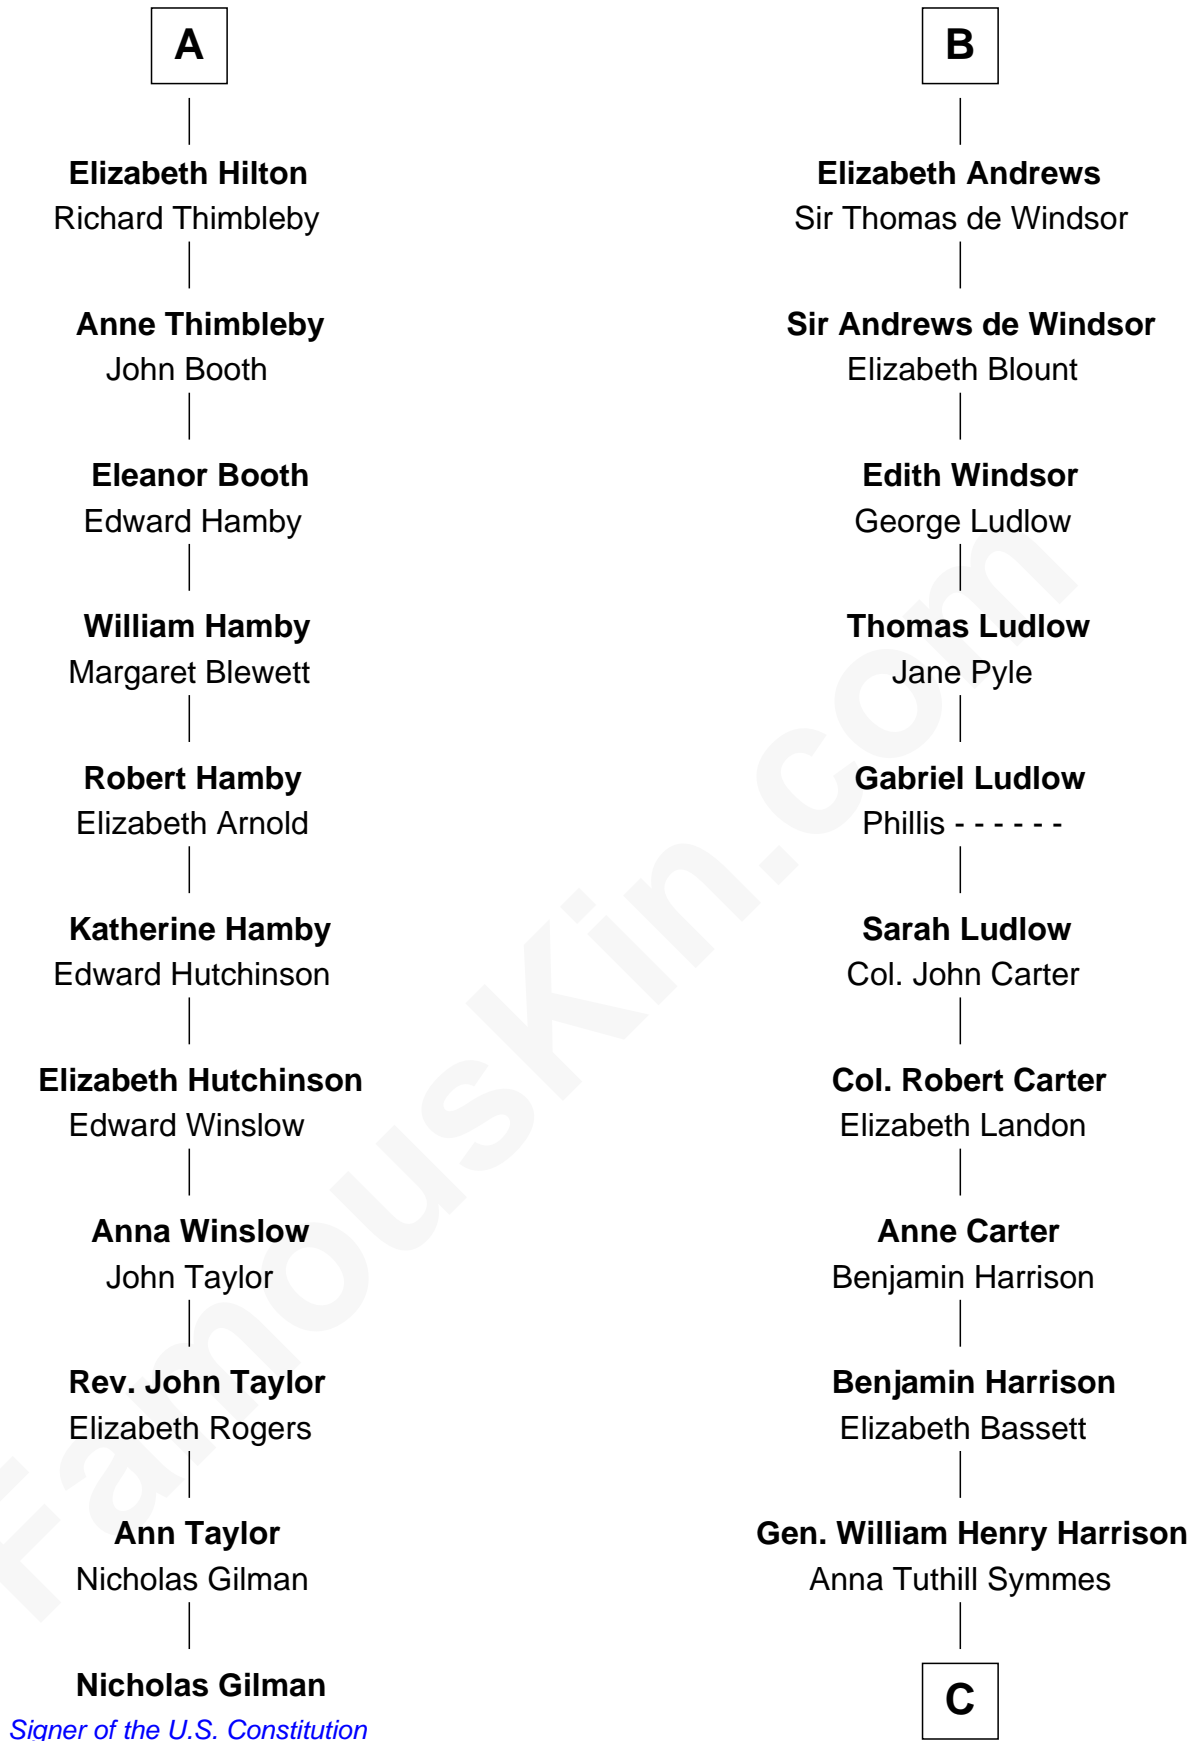 A
Elizabeth Hilton
Richard Thimbleby
Anne Thimbleby
John Booth
Eleanor Booth
Edward Hamby
William Hamby
Margaret Blewett
Robert Hamby
Elizabeth Arnold
Katherine Hamby
Edward Hutchinson
Elizabeth Hutchinson
Edward Winslow
Anna Winslow
John Taylor
Rev. John Taylor
Elizabeth Rogers
Ann Taylor
Nicholas Gilman
Nicholas Gilman
Signer of the U.S. Constitution
B
Elizabeth Andrews
Sir Thomas de Windsor
Sir Andrews de Windsor
Elizabeth Blount
Edith Windsor
George Ludlow
Thomas Ludlow
Jane Pyle
Gabriel Ludlow
Phillis - - - - - -
Sarah Ludlow
Col. John Carter
Col. Robert Carter
Elizabeth Landon
Anne Carter
Benjamin Harrison
Benjamin Harrison
Elizabeth Bassett
Gen. William Henry Harrison
Anna Tuthill Symmes
C
FamousKin.com